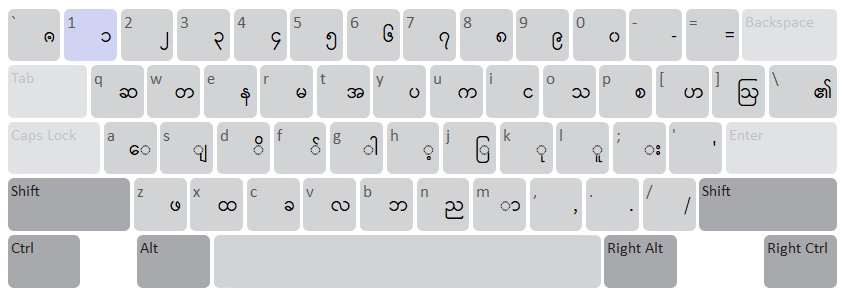 ` ၐ 1 ၁ 2 ၂ 3 ၃ 4 ၄ 5 ၅ 6 ၆ 7 ၇ 8 ၈ 9 ၉ 0 ၀ - - = = Backspace
Tab q ဆ w တ e န r မ t အ y ပ u က i င o သ p စ [ ဟ ] ဩ \ ၏
Caps Lock a ေ s ျ d ိ f ် g ါ h ့ j ြ k ု l ူ ; း ' ' Enter
Shift z ဖ x ထ c ခ v လ b ဘ n ည m ာ , , . . / / Shift
Ctrl Alt Right Alt Right Ctrl